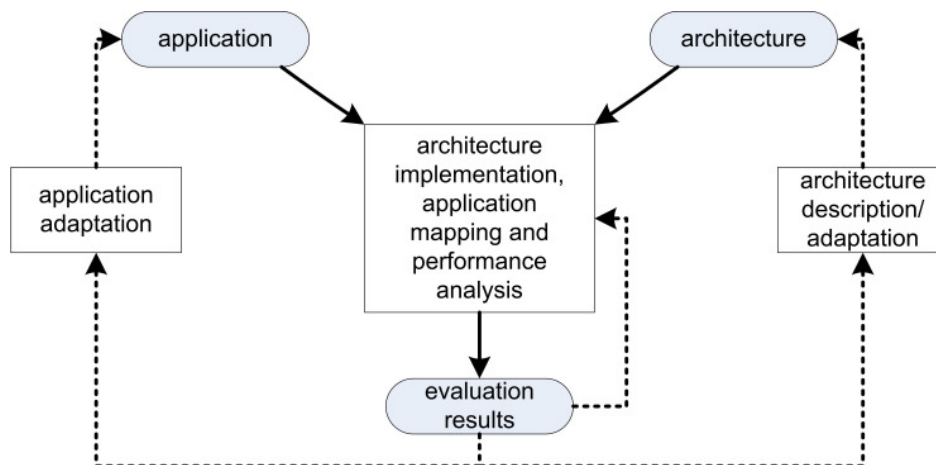 application
architecture
architecture
implementation,
application
mapping and
performance
analysis
application
adaptation
architecture
description/
adaptation
evaluation
results